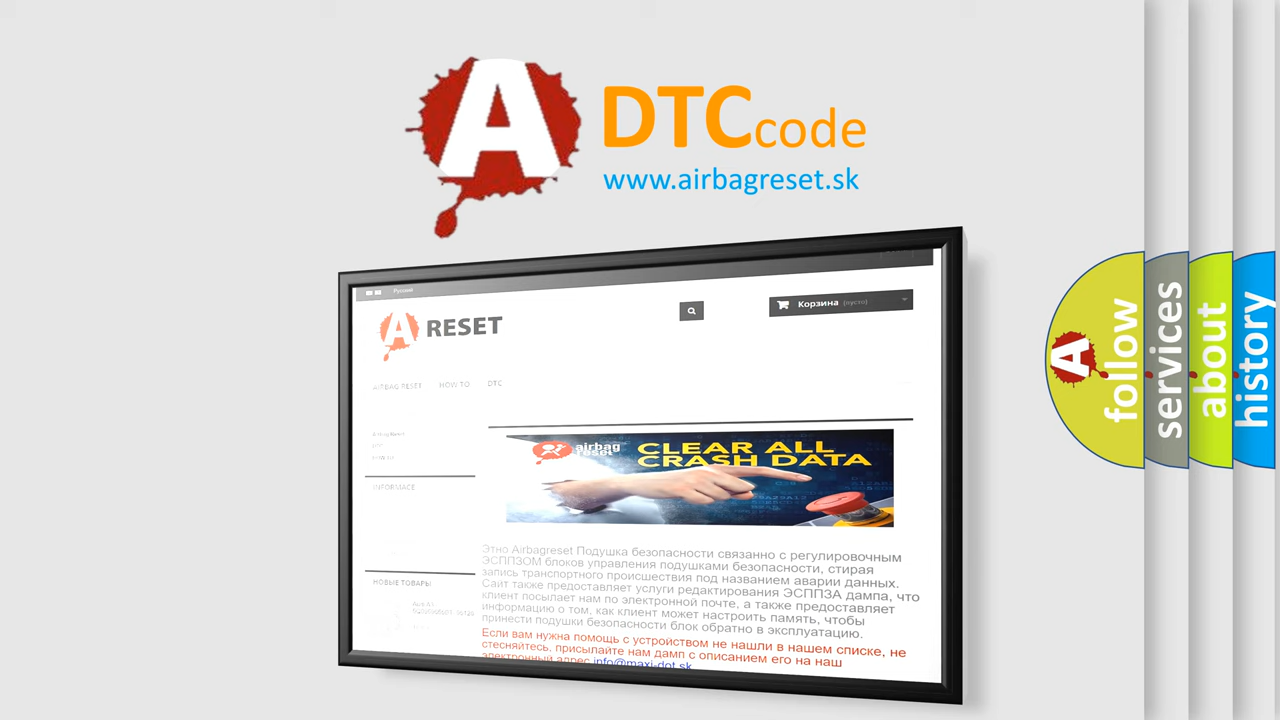 A
DTCcode
www.airbagreset.sk
Русский
Корзина (пусто)
A RESET
AIRBAG RESET HOW TO DTC
Airbag Reset
INFORMACE
airbag
reset
CLEAR ALL
CRASH DATA
НОВЫЕ ТОВАРЫ
Этно Airbagreset Подушка безопасности связанно с регулировочным
ЭСППЗОМ блоков управления подушками безопасности, стирая
запись транспортного происшествия под названием аварии данных.
Сайт также предоставляет услуги редактирования ЭСППЗА дампа, что
клиент посылает нам по электронной почте, а также предоставляет
информацию о том, как клиент может настроить память, чтобы
принести подушки безопасности блок обратно в эксплуатацию.
Если вам нужна помощь с устройством не нашли в нашем списке, не
стесняйтесь, присылайте нам дамп с описанием его на наш
электронный адрес info@maxi-dot.sk
A
follow
services
about
history